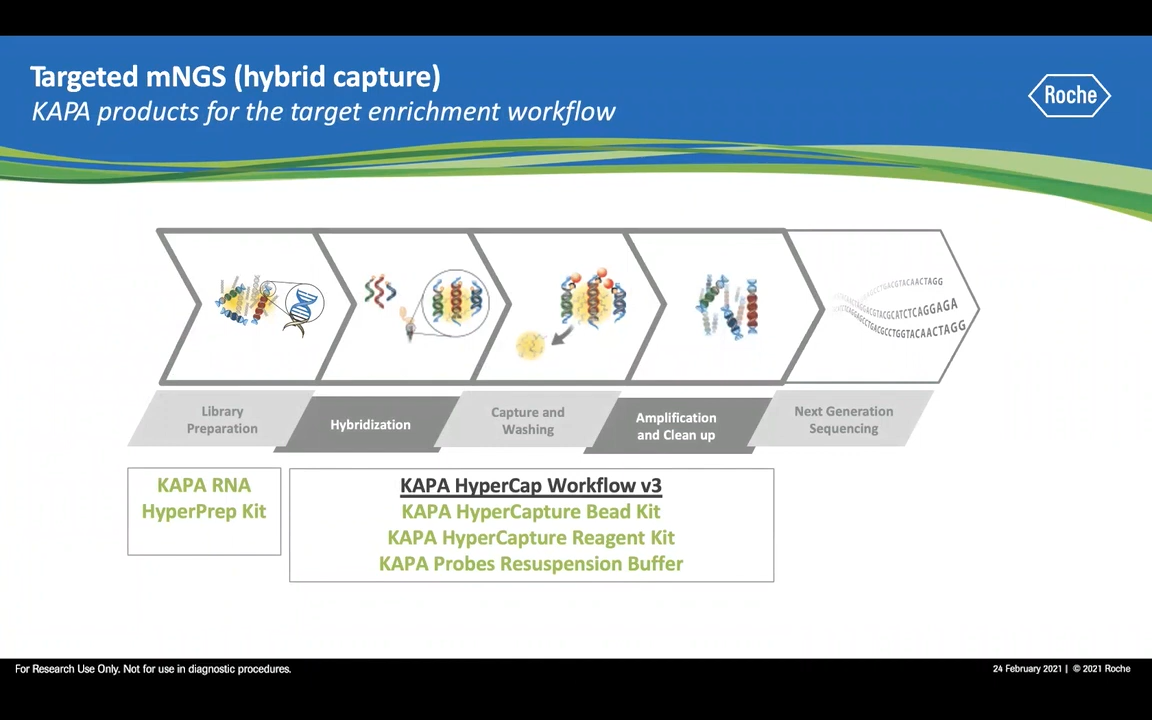 Targeted mNGS (hybrid capture)
KAPA products for the target enrichment workflow
Roche
Library
Preparation
Hybridization
Capture and
Washing
Amplification
and Clean up
Next Generation
Sequencing
KAPA RNA
HyperPrep Kit
KAPA HyperCap Workflow v3
KAPA HyperCapture Bead Kit
KAPA HyperCapture Reagent Kit
KAPA Probes Resuspension Buffer
For Research Use Only. Not for use in diagnostic procedures.
24 February 2021 | © 2021 Roche